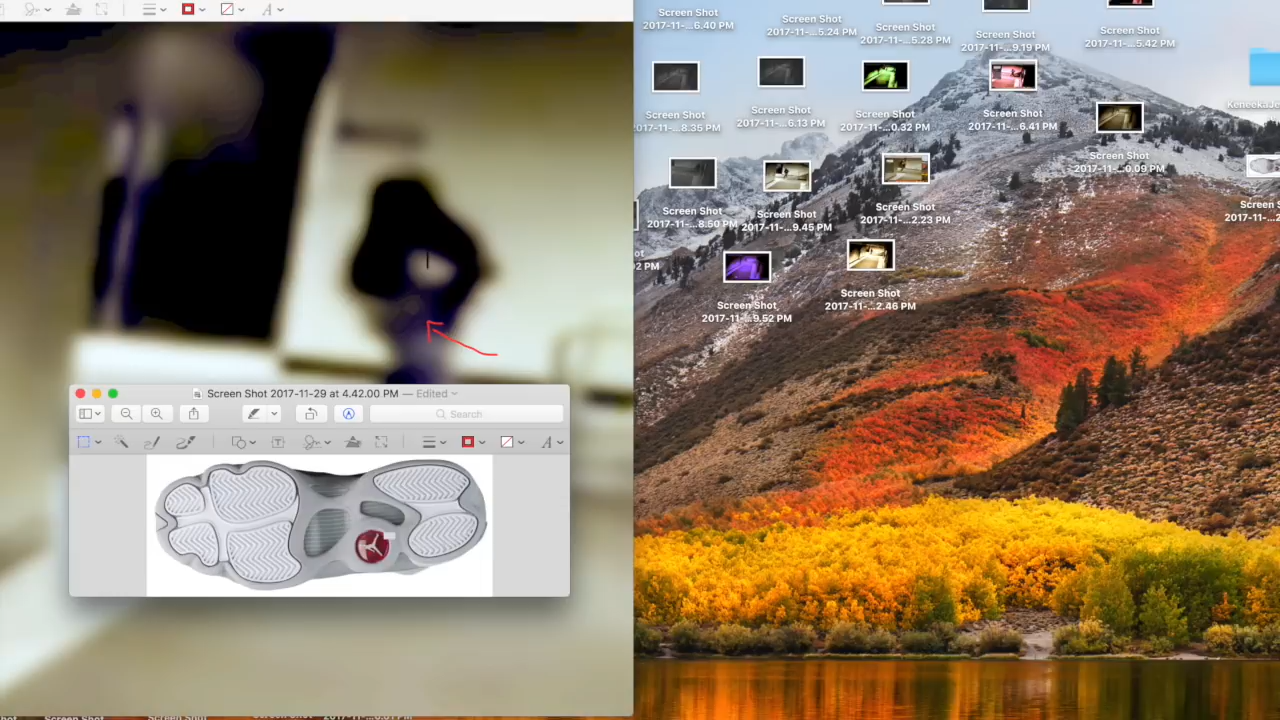 Screen Shot
2017-11-...6.40 PM
Screen Shot
2017-11-...5.24 PM
Screen Shot
2017-11-...5.28 PM
Screen Shot
2017-11-...9.19 PM
Screen Shot
2017-11-...5.42 PM
Screen Shot
2017-11-...8.35 PM
Screen Shot
2017-11-...6.13 PM
Screen Shot
2017-11-...0.32 PM
Screen Shot
2017-11-...6.41 PM
Screen Shot
2017-11-...0.09 PM
Screen Shot
2017-11-...8.50 PM
Screen Shot
2017-11-...9.45 PM
Screen Shot
2017-11-...2.23 PM
Screen Shot
2017-11-...9.52 PM
Screen Shot
2017-11-...2.46 PM
Screen Shot 2017-11-29 at 4.42.00 PM — Edited
Search